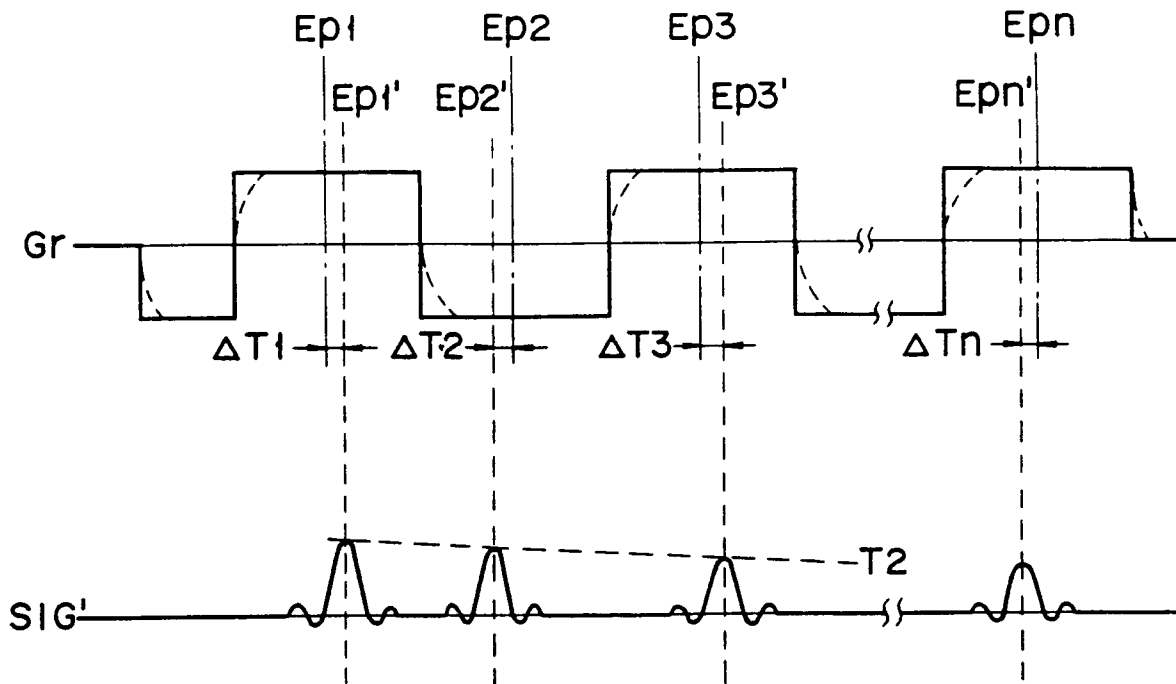 Ep1 Ep2 Ep3 Epn
Ep1' Ep2' Ep3' Epn'
Gr
ΔT1 ΔT2 ΔT3 ΔTn
T2
SIG'